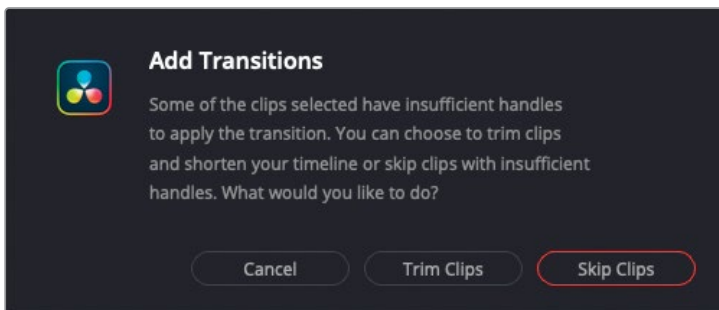 Add Transitions
Some of the clips selected have insufficient handles
to apply the transition. You can choose to trim clips
and shorten your timeline or skip clips with insufficient
handles. What would you like to do?
Cancel Trim Clips Skip Clips